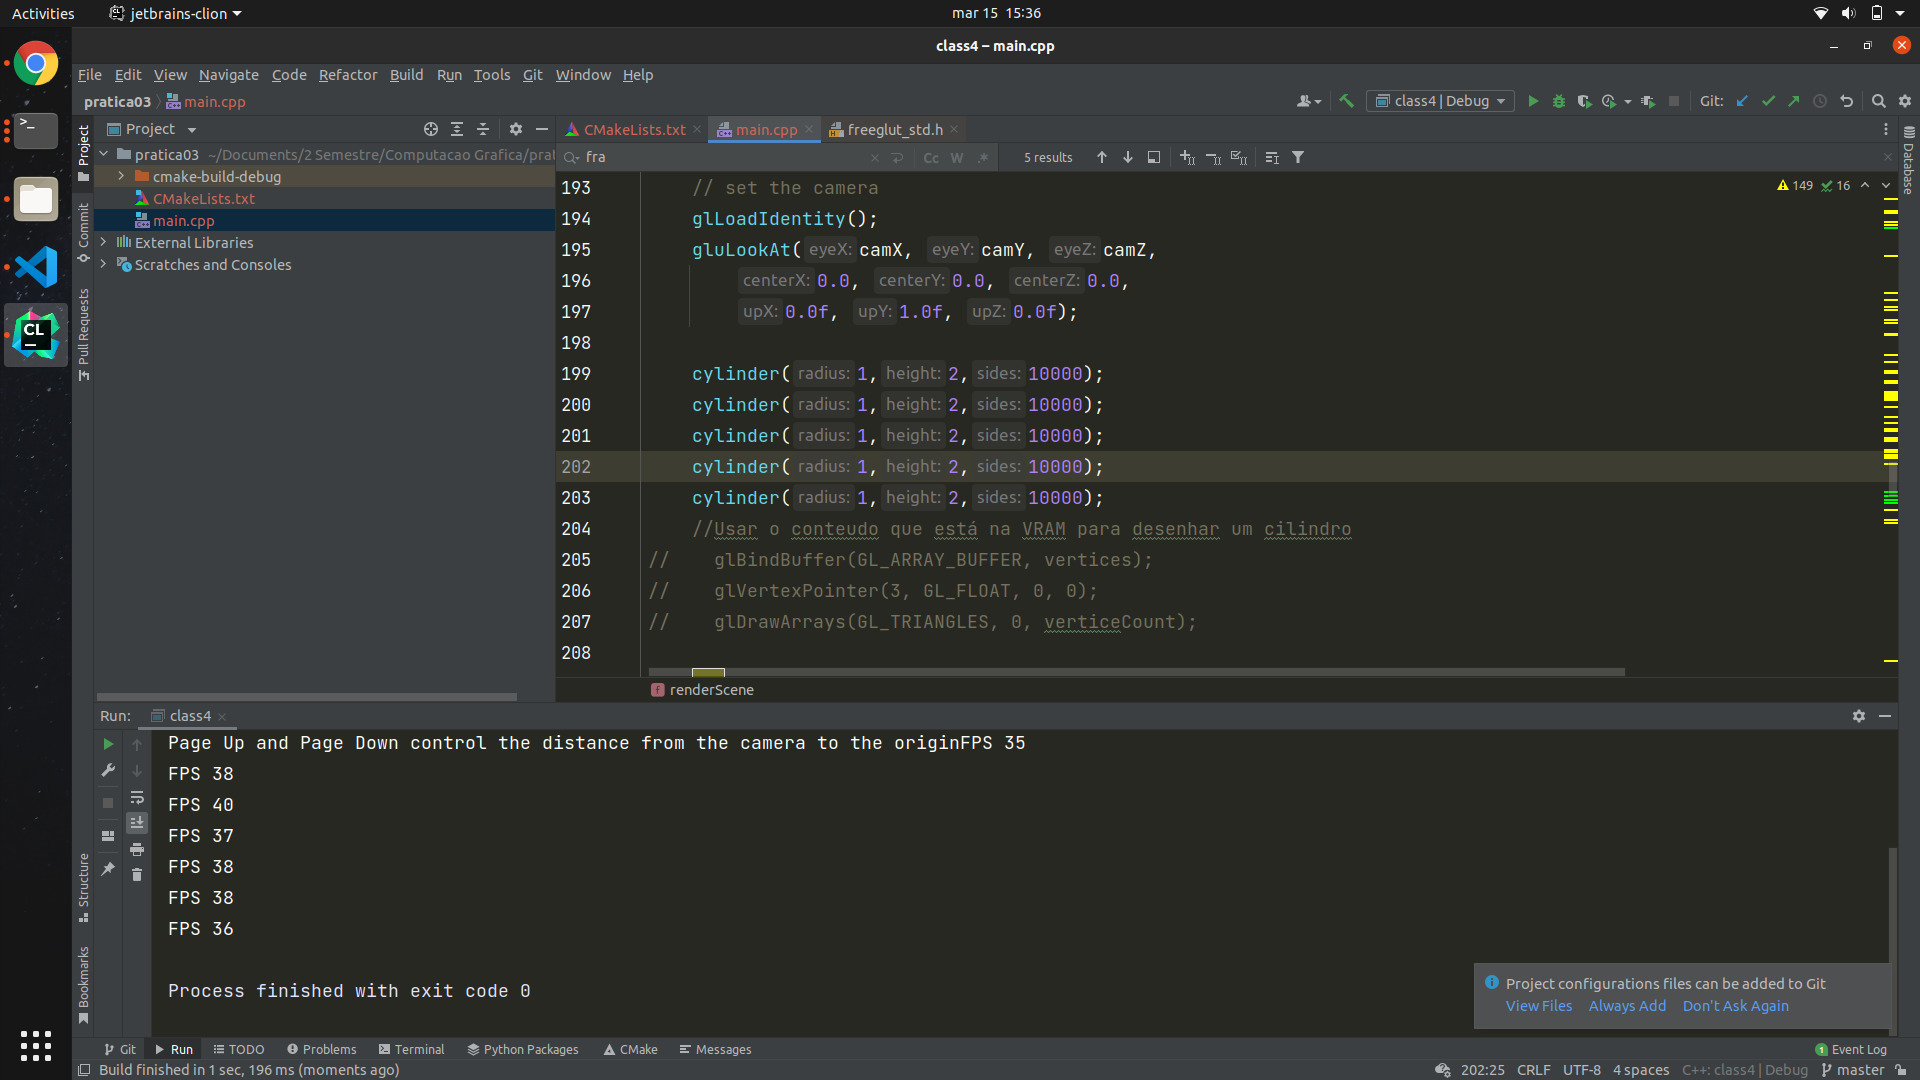 Activities
jetbrains-clion
mar 15 15:36
class4 – main.cpp
File Edit View Navigate Code Refactor Build Run Tools Git Window Help
pratica03 main.cpp
class4 | Debug
Git:
Project
CMakeLists.txt
main.cpp
freeglut_std.h
pratica03 ~/Documents/2 Semestre/Computacao Grafica/prat
cmake-build-debug
CMakeLists.txt
main.cpp
External Libraries
Scratches and Consoles
fra
Cc W .*
5 results
149 16
193 // set the camera
194 glLoadIdentity();
195 gluLookAt( eyeX: camX, eyeY: camY, eyeZ: camZ,
196 centerX: 0.0, centerY: 0.0, centerZ: 0.0,
197 upX: 0.0f, upY: 1.0f, upZ: 0.0f);
198
199 cylinder( radius: 1, height: 2, sides: 10000);
200 cylinder( radius: 1, height: 2, sides: 10000);
201 cylinder( radius: 1, height: 2, sides: 10000);
202 cylinder( radius: 1, height: 2, sides: 10000);
203 cylinder( radius: 1, height: 2, sides: 10000);
204 //Usar o conteudo que está na VRAM para desenhar um cilindro
205 // glBindBuffer(GL_ARRAY_BUFFER, vertices);
206 // glVertexPointer(3, GL_FLOAT, 0, 0);
207 // glDrawArrays(GL_TRIANGLES, 0, verticeCount);
208
renderScene
Project
Commit
Pull Requests
Structure
Bookmarks
Database
CL
Run: class4
Page Up and Page Down control the distance from the camera to the originFPS 35
FPS 38
FPS 40
FPS 37
FPS 38
FPS 38
FPS 36
Process finished with exit code 0
Project configurations files can be added to Git
View Files Always Add Don't Ask Again
Git Run TODO Problems Terminal Python Packages CMake Messages
1 Event Log
Build finished in 1 sec, 196 ms (moments ago)
202:25 CRLF UTF-8 4 spaces C++: class4 | Debug master